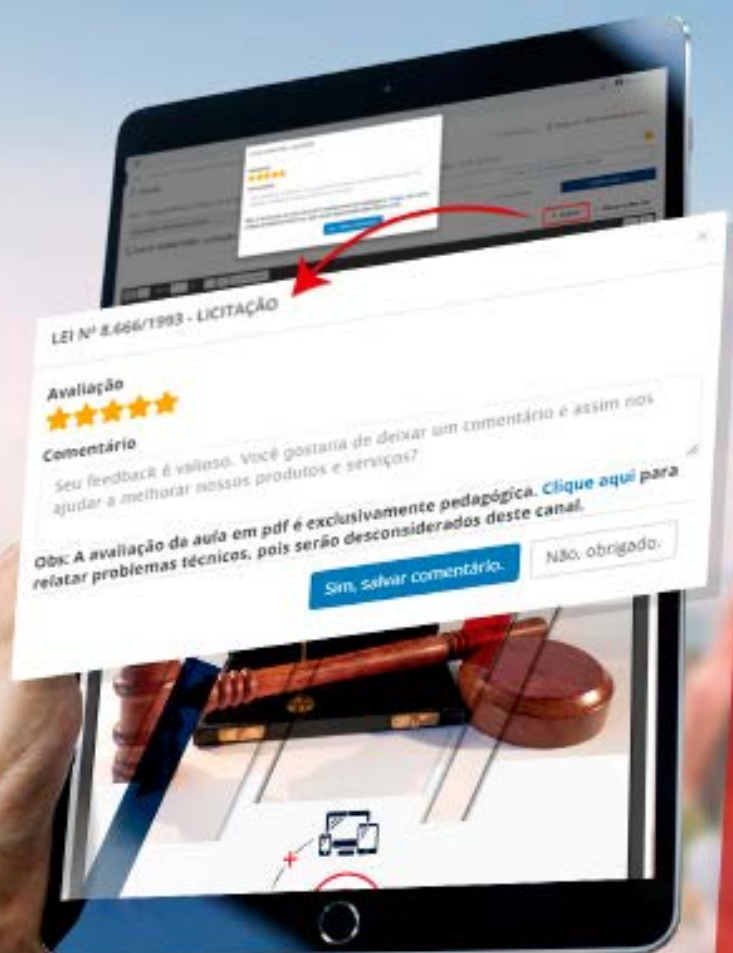 LEI Nº 8.666/1993 - LICITAÇÃO
Avaliação
Comentário
Seu feedback é valioso. Você gostaria de deixar um comentário e assim nos
ajudar a melhorar nossos produtos e serviços?
Obs: A avaliação da aula em pdf é exclusivamente pedagógica. Clique aqui para
relatar problemas técnicos, pois serão desconsiderados deste canal.
Sim, salvar comentário.
Não, obrigado.